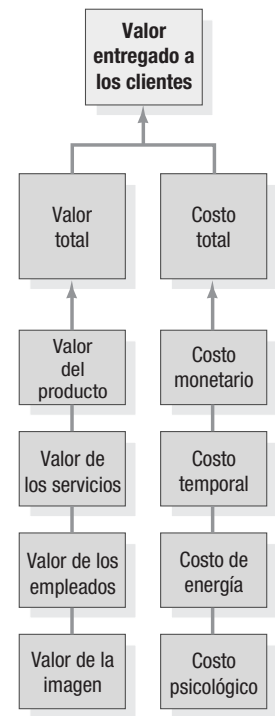 Valor
entregado a
los clientes
Valor
total
Costo
total
Valor
del
producto
Costo
monetario
Valor de
los servicios
Costo
temporal
Valor de los
empleados
Costo de
energía
Valor de la
imagen
Costo
psicológico